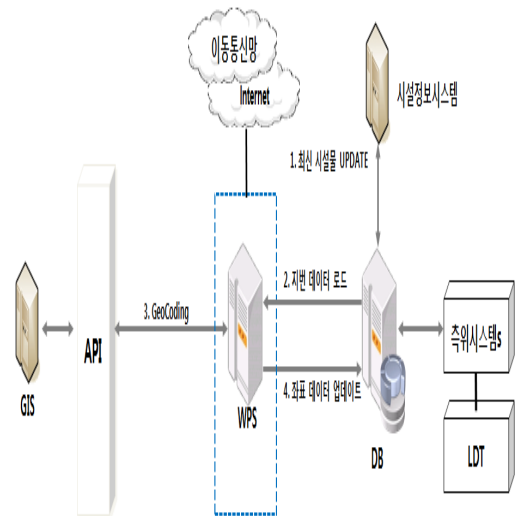 이동통신망
Internet
시설정보시스템
1. 최신 시설물 UPDATE
2. 지번 데이터 로드
3. GeoCoding
API
측위시스템s
GIS
WPS
4. 좌표 데이터 업데이트
DB
LDT